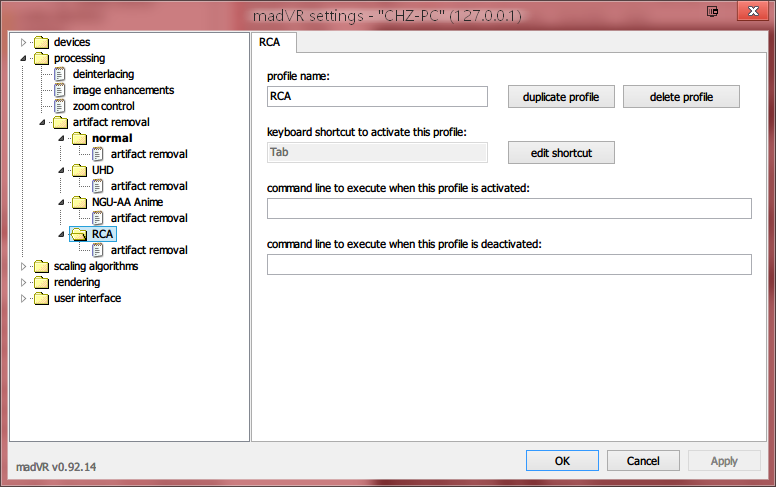 madVR settings - "CHZ-PC" (127.0.0.1)
devices
processing
deinterlacing
image enhancements
zoom control
artifact removal
normal
artifact removal
UHD
artifact removal
NGU-AA Anime
artifact removal
RCA
artifact removal
scaling algorithms
rendering
user interface
madVR v0.92.14
RCA
profile name:
RCA
duplicate profile
delete profile
keyboard shortcut to activate this profile:
Tab
edit shortcut
command line to execute when this profile is activated:
command line to execute when this profile is deactivated:
OK
Cancel
Apply